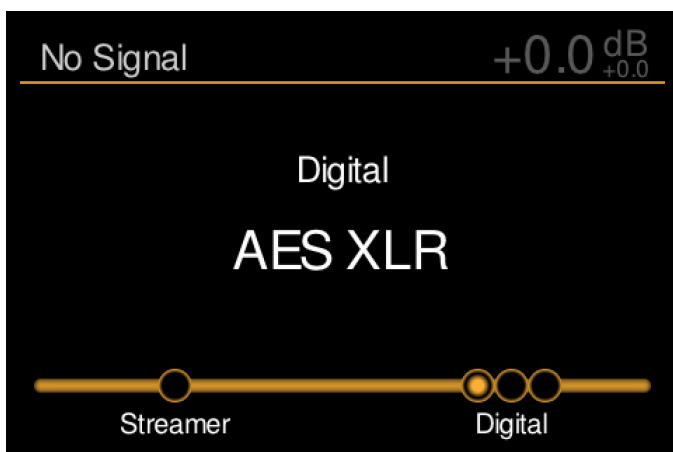 No Signal
+0.0 dB
+0.0
Digital
AES XLR
Streamer
Digital